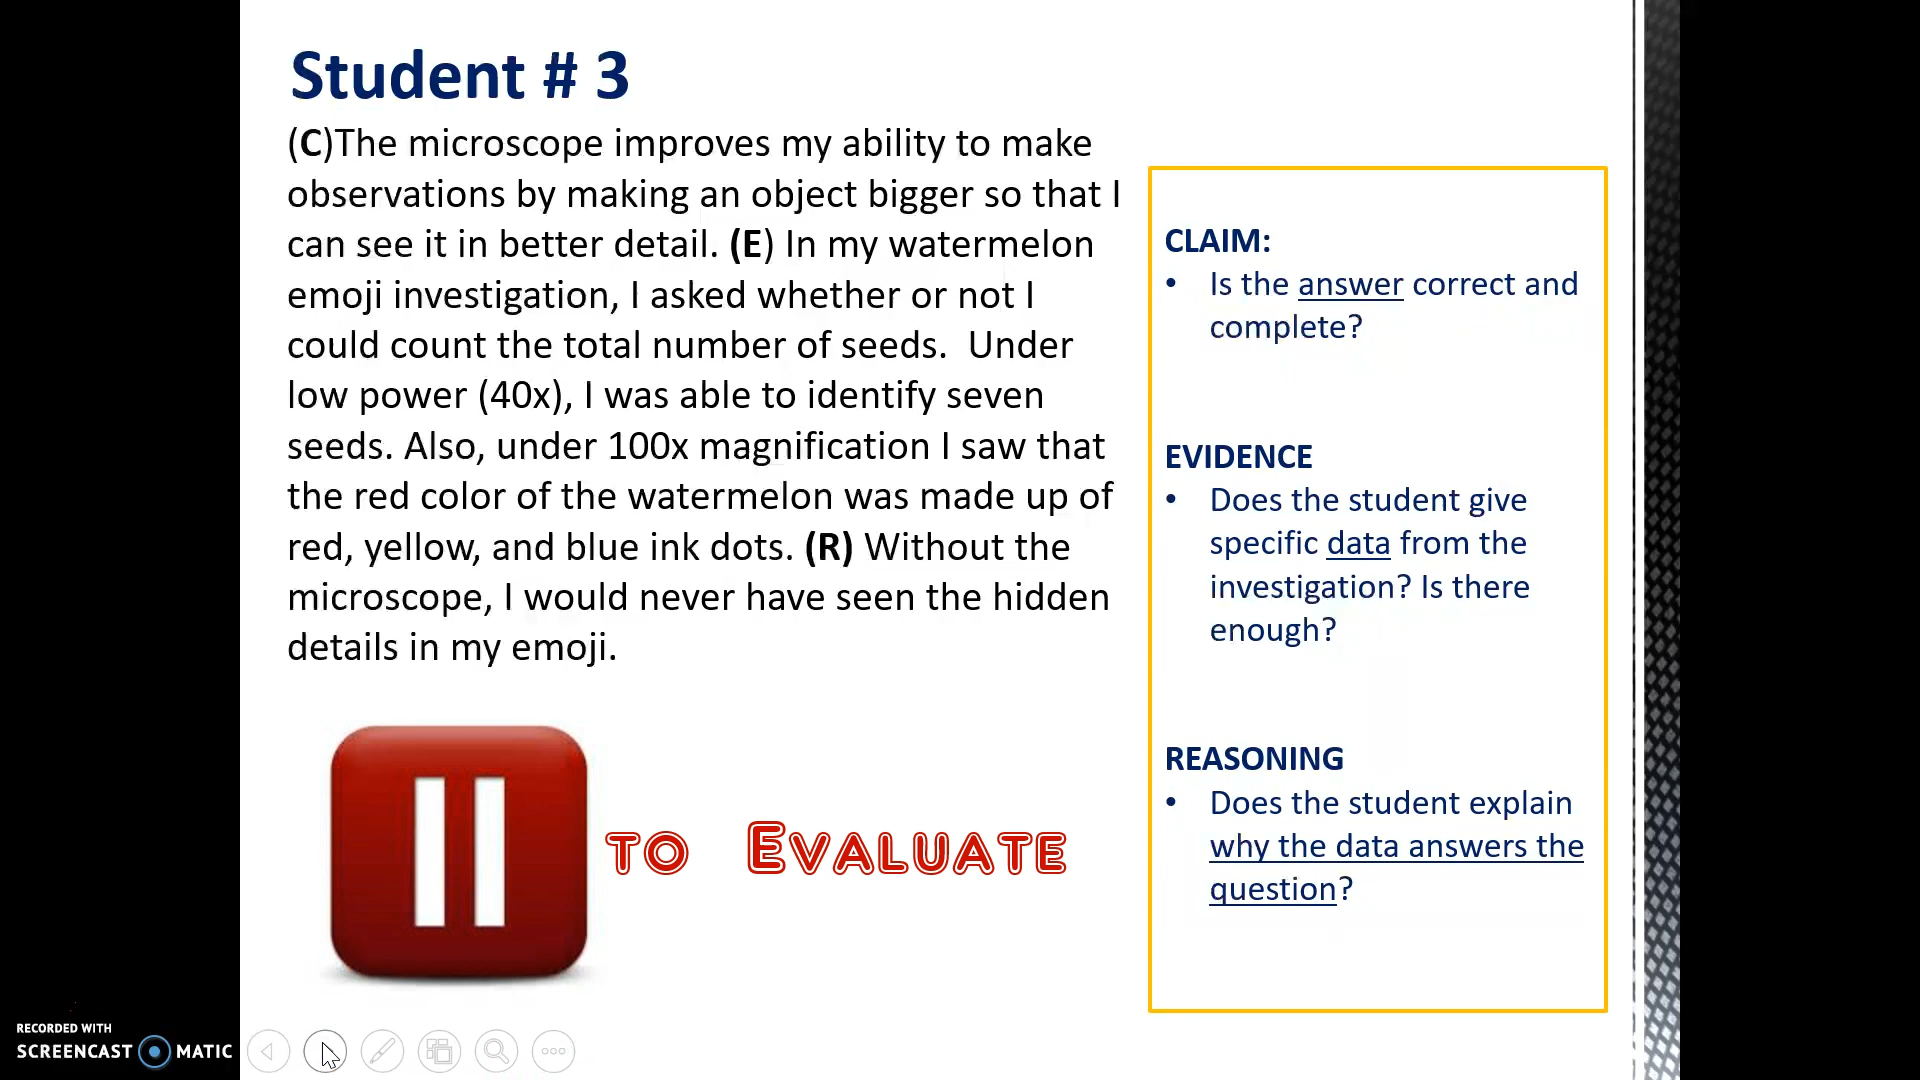 Student # 3
(C)The microscope improves my ability to make
observations by making an object bigger so that I
can see it in better detail. (E) In my watermelon
emoji investigation, I asked whether or not I
could count the total number of seeds.  Under
low power (40x), I was able to identify seven
seeds. Also, under 100x magnification I saw that
the red color of the watermelon was made up of
red, yellow, and blue ink dots. (R) Without the
microscope, I would never have seen the hidden
details in my emoji.
to Evaluate
CLAIM:
• Is the answer correct and
complete?
EVIDENCE
• Does the student give
specific data from the
investigation? Is there
enough?
REASONING
• Does the student explain
why the data answers the
question?
RECORDED WITH
SCREENCAST MATIC